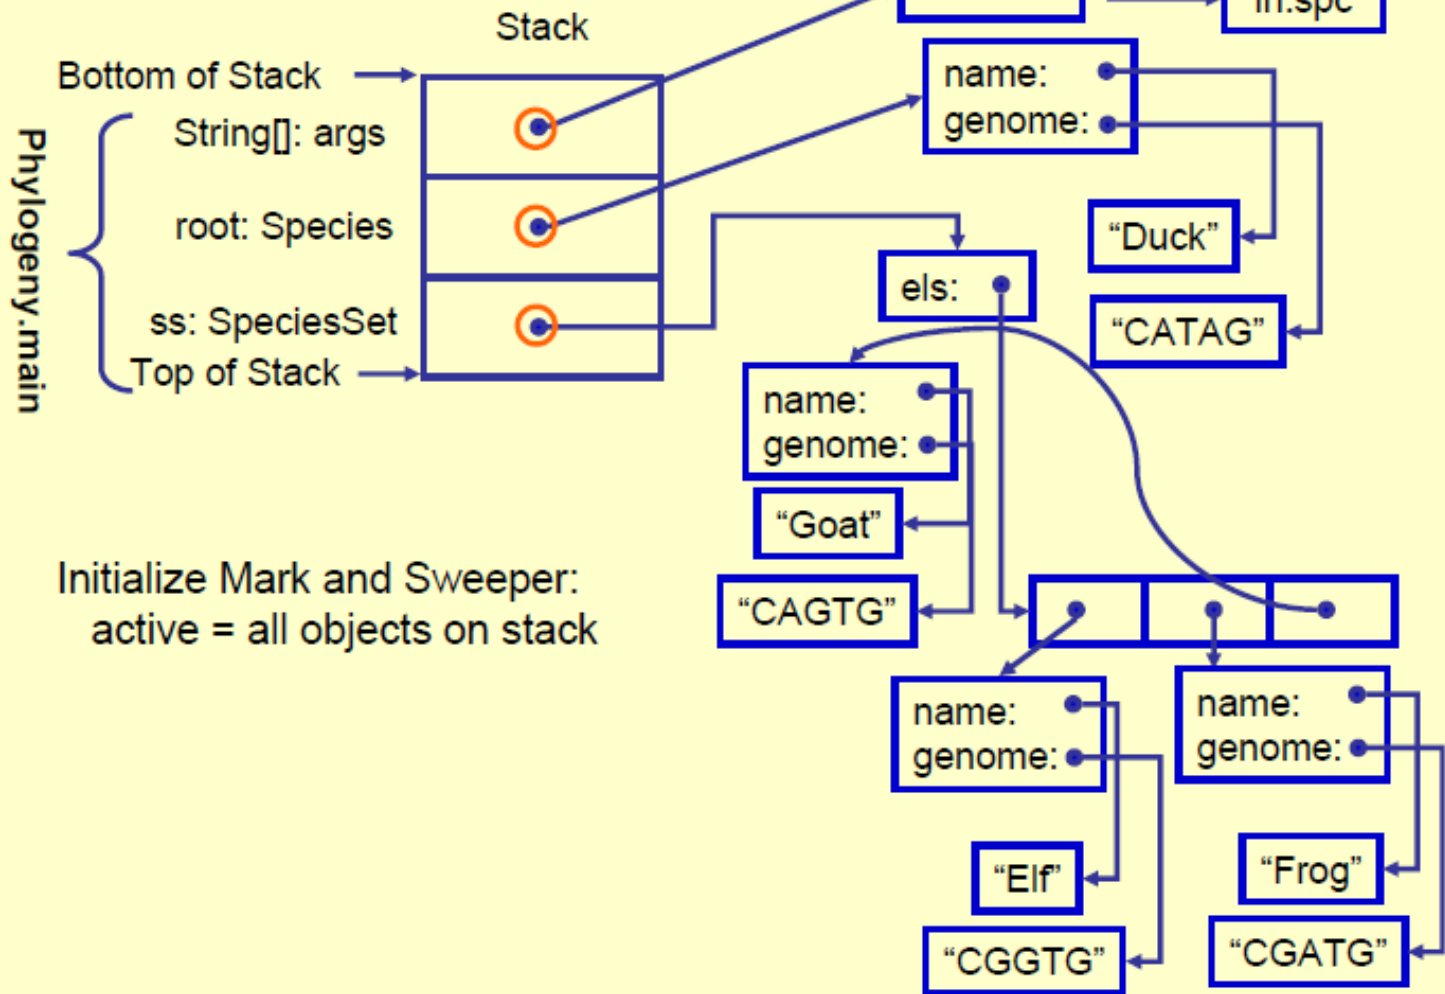 in.spc
Stack
Bottom of Stack
String[]: args
root: Species
ss: SpeciesSet
Top of Stack
Phylogeny.main
name:
genome:
“Duck”
“CATAG”
els:
name:
genome:
“Goat”
“CAGTG”
Initialize Mark and Sweeper:
active = all objects on stack
name:
genome:
name:
genome:
“Elf”
“Frog”
“CGGTG”
“CGATG”